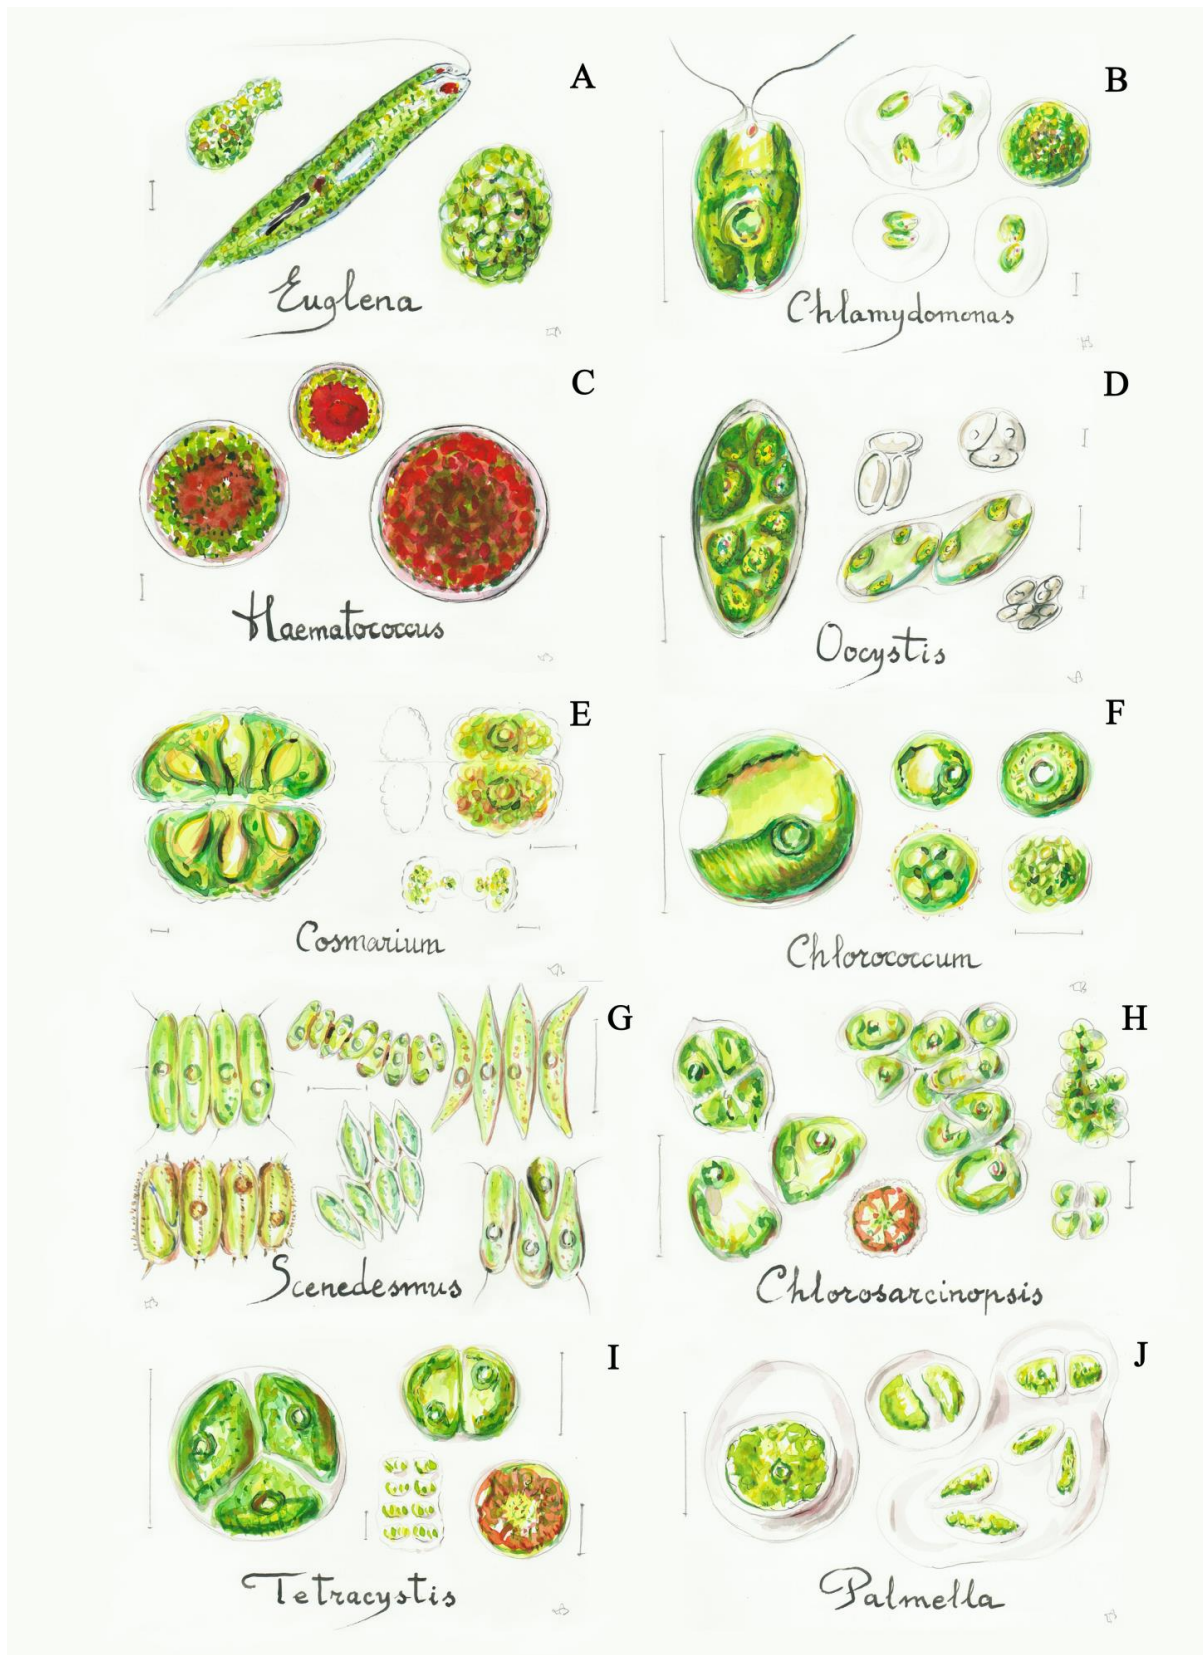 A
Euglena
B
Chlamydomonas
C
Haematococcus
D
Oocystis
E
Cosmarium
F
Chlorococcum
G
Scenedesmus
H
Chlorosarcinopsis
I
Tetracystis
J
Palmella